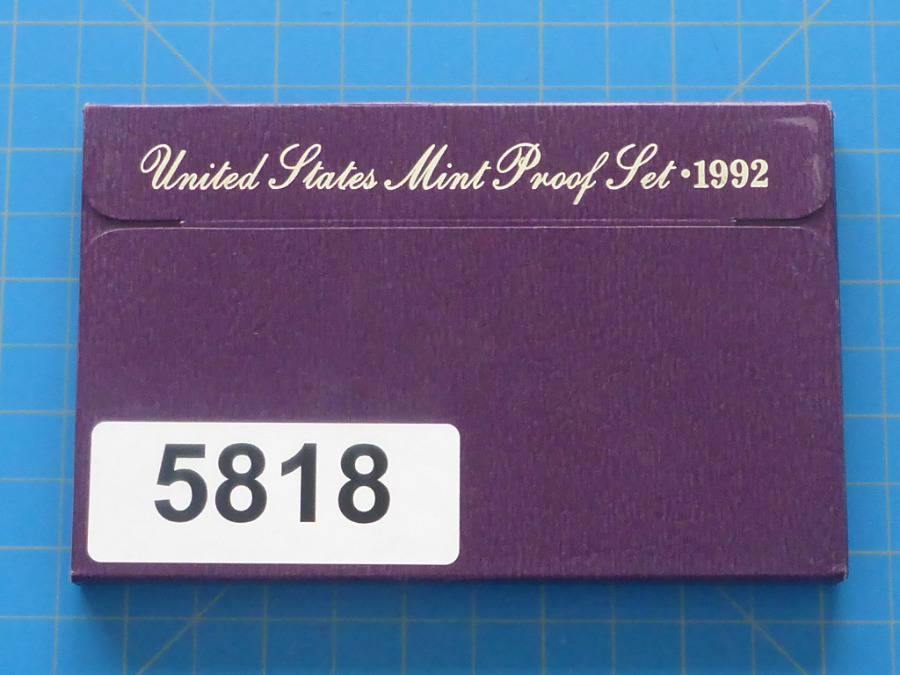 United States Mint Proof Set • 1992
5818